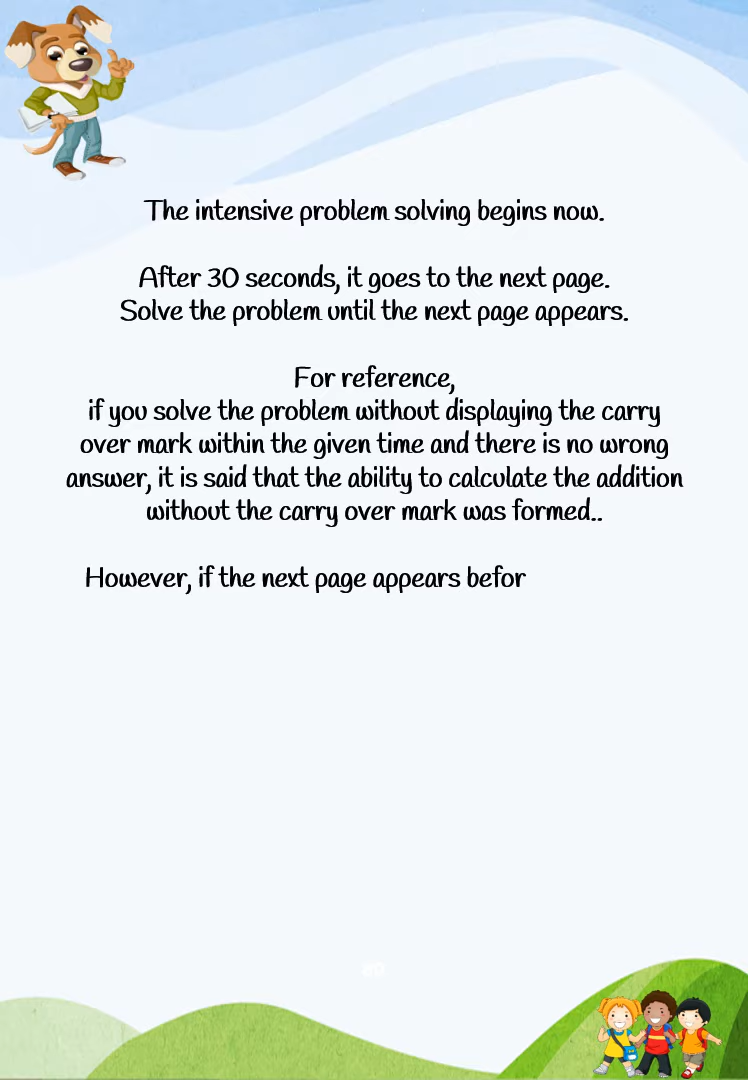 The intensive problem solving begins now.
After 30 seconds, it goes to the next page.
Solve the problem until the next page appears.
For reference,
if you solve the problem without displaying the carry
over mark within the given time and there is no wrong
answer, it is said that the ability to calculate the addition
without the carry over mark was formed..
However, if the next page appears befor